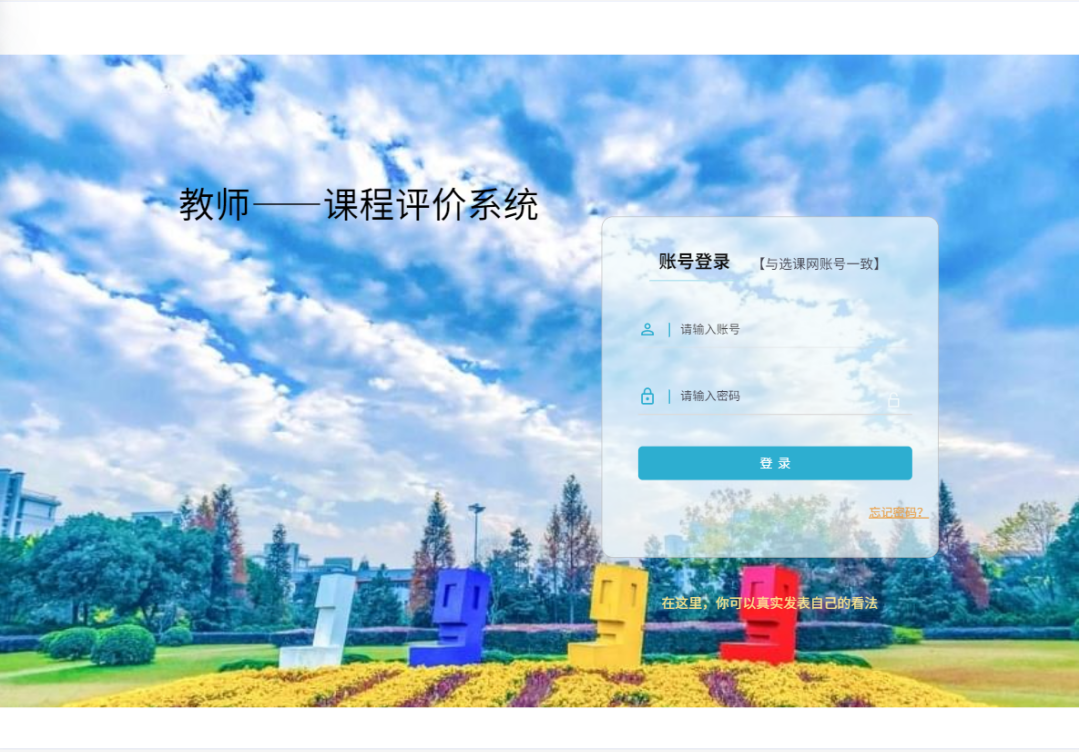 教师——课程评价系统
账号登录 【与选课网账号一致】
请输入账号
请输入密码
登 录
忘记密码?
在这里，你可以真实发表自己的看法